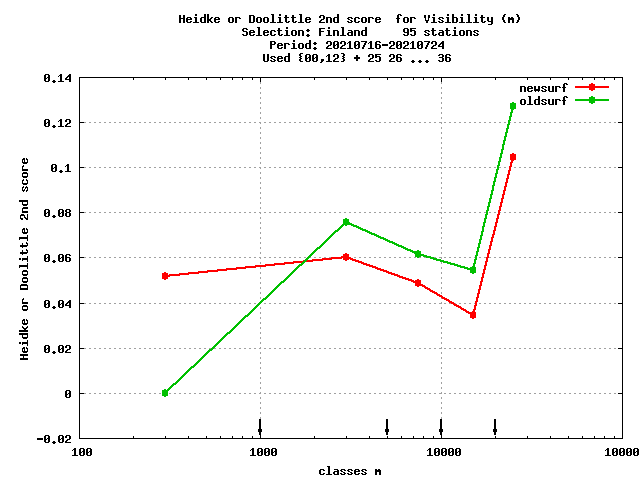 Heidke or Doolittle 2nd score  for Visibility (m)
Selection: Finland     95 stations
Period: 20210716-20210724
Used {00,12} + 25 26 ... 36
newsurf
oldsurf
0.14
0.12
0.1
0.08
0.06
0.04
0.02
0
-0.02
Heidke or Doolittle 2nd score
100
1000
10000
10000
classes m